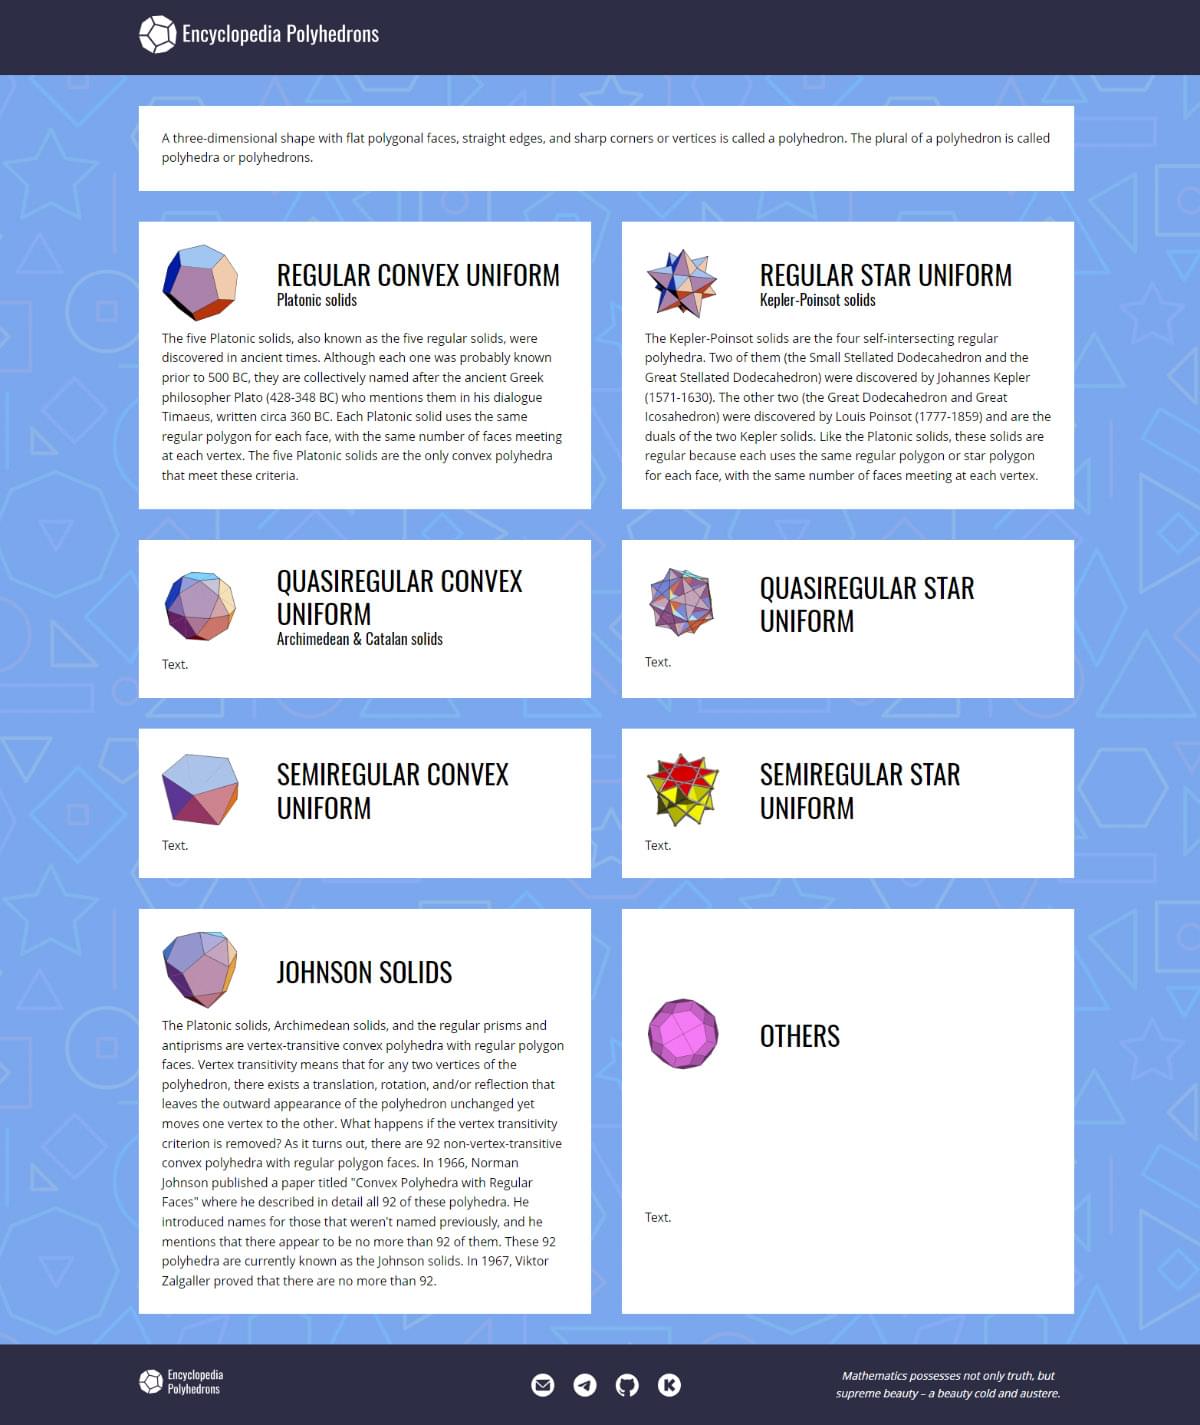 Encyclopedia Polyhedrons
A three-dimensional shape with flat polygonal faces, straight edges, and sharp corners or vertices is called a polyhedron. The plural of a polyhedron is called
polyhedra or polyhedrons.
REGULAR CONVEX UNIFORM
Platonic solids
The five Platonic solids, also known as the five regular solids, were
discovered in ancient times. Although each one was probably known
prior to 500 BC, they are collectively named after the ancient Greek
philosopher Plato (428-348 BC) who mentions them in his dialogue
Timaeus, written circa 360 BC. Each Platonic solid uses the same
regular polygon for each face, with the same number of faces meeting
at each vertex. The five Platonic solids are the only convex polyhedra
that meet these criteria.
REGULAR STAR UNIFORM
Kepler-Poinsot solids
The Kepler-Poinsot solids are the four self-intersecting regular
polyhedra. Two of them (the Small Stellated Dodecahedron and the
Great Stellated Dodecahedron) were discovered by Johannes Kepler
(1571-1630). The other two (the Great Dodecahedron and Great
Icosahedron) were discovered by Louis Poinsot (1777-1859) and are the
duals of the two Kepler solids. Like the Platonic solids, these solids are
regular because each uses the same regular polygon or star polygon
for each face, with the same number of faces meeting at each vertex.
QUASIREGULAR CONVEX
UNIFORM
Archimedean & Catalan solids
Text.
QUASIREGULAR STAR
UNIFORM
Text.
SEMIREGULAR CONVEX
UNIFORM
Text.
SEMIREGULAR STAR
UNIFORM
Text.
JOHNSON SOLIDS
The Platonic solids, Archimedean solids, and the regular prisms and
antiprisms are vertex-transitive convex polyhedra with regular polygon
faces. Vertex transitivity means that for any two vertices of the
polyhedron, there exists a translation, rotation, and/or reflection that
leaves the outward appearance of the polyhedron unchanged yet
moves one vertex to the other. What happens if the vertex transitivity
criterion is removed? As it turns out, there are 92 non-vertex-transitive
convex polyhedra with regular polygon faces. In 1966, Norman
Johnson published a paper titled "Convex Polyhedra with Regular
Faces" where he described in detail all 92 of these polyhedra. He
introduced names for those that weren't named previously, and he
mentions that there appear to be no more than 92 of them. These 92
polyhedra are currently known as the Johnson solids. In 1967, Viktor
Zalgaller proved that there are no more than 92.
OTHERS
Text.
Encyclopedia
Polyhedrons
K
Mathematics possesses not only truth, but
supreme beauty – a beauty cold and austere.